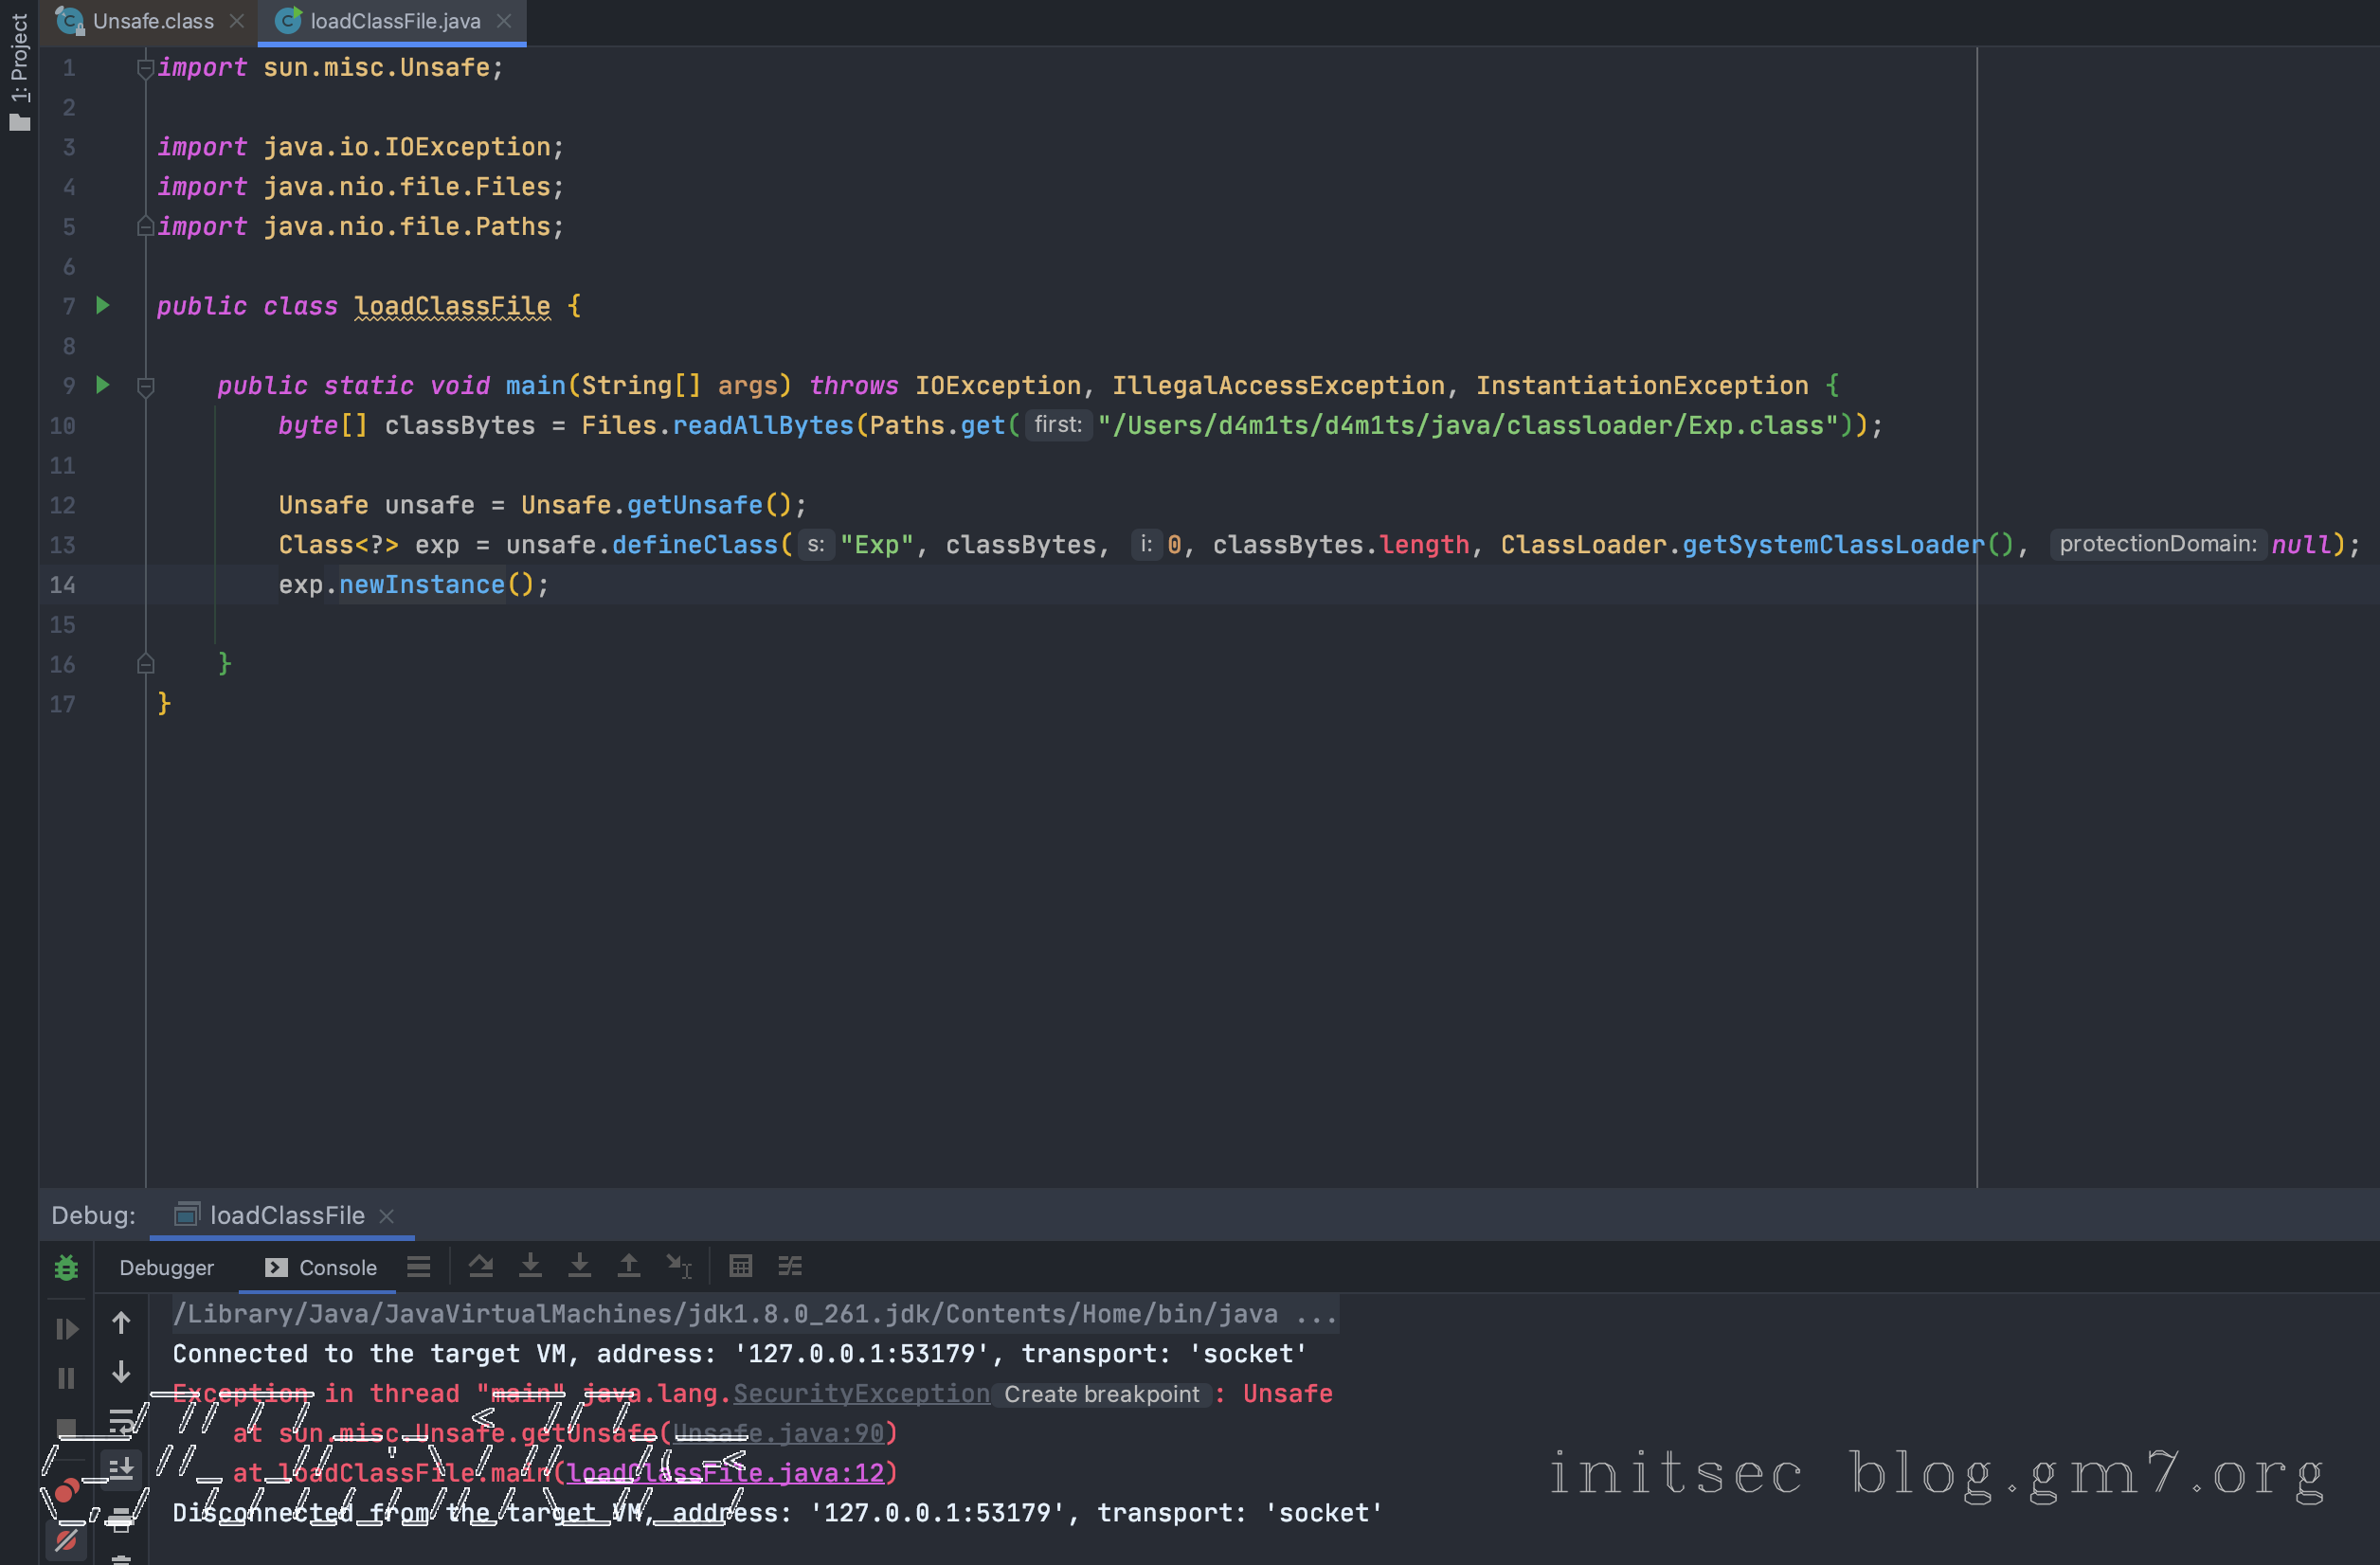 1: Project
Unsafe.class
loadClassFile.java
1 import sun.misc.Unsafe;
2
3 import java.io.IOException;
4 import java.nio.file.Files;
5 import java.nio.file.Paths;
6
7 public class loadClassFile {
8
9 public static void main(String[] args) throws IOException, IllegalAccessException, InstantiationException {
10 byte[] classBytes = Files.readAllBytes(Paths.get( first: "/Users/d4m1ts/d4m1ts/java/classloader/Exp.class"));
11
12 Unsafe unsafe = Unsafe.getUnsafe();
13 Class<?> exp = unsafe.defineClass( s: "Exp", classBytes, i: 0, classBytes.length, ClassLoader.getSystemClassLoader(), protectionDomain: null);
14 exp.newInstance();
15
16 }
17 }
Debug: loadClassFile
Debugger Console
/Library/Java/JavaVirtualMachines/jdk1.8.0_261.jdk/Contents/Home/bin/java ...
Connected to the target VM, address: '127.0.0.1:53179', transport: 'socket'
Exception in thread "main" java.lang.SecurityException Create breakpoint : Unsafe
at sun.misc.Unsafe.getUnsafe(Unsafe.java:90)
at loadClassFile.main(loadClassFile.java:12)
Disconnected from the target VM, address: '127.0.0.1:53179', transport: 'socket'
initsec blog.gm7.org